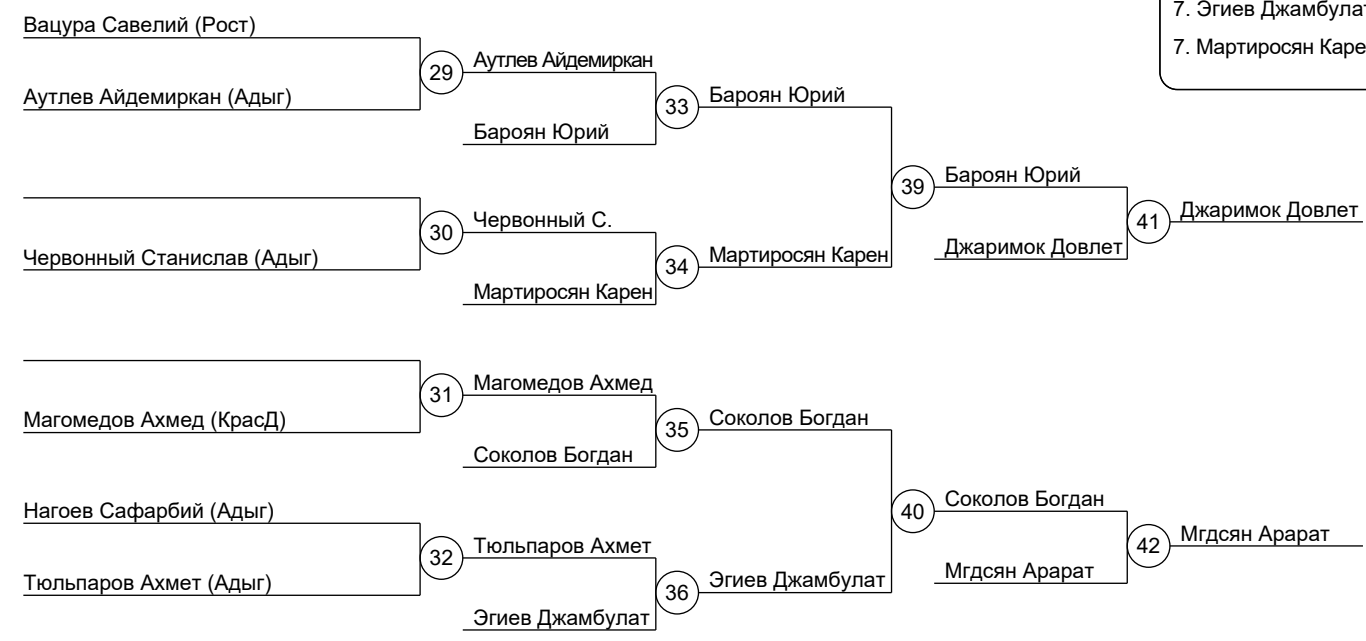 7. Эгиев Джамбулат
7. Мартиросян Каре
Вацура Савелий (Рост)
29
Аутлев Айдемиркан
Аутлев Айдемиркан (Адыг)
33
Бароян Юрий
Бароян Юрий
39
Бароян Юрий
41
Джаримок Довлет
30
Червонный С.
Червонный Станислав (Адыг)
34
Мартиросян Карен
Джаримок Довлет
Мартиросян Карен
31
Магомедов Ахмед
Магомедов Ахмед (КрасД)
35
Соколов Богдан
Соколов Богдан
40
Соколов Богдан
42
Мгдсян Арарат
Нагоев Сафарбий (Адыг)
32
Тюльпаров Ахмет
Тюльпаров Ахмет (Адыг)
36
Эгиев Джамбулат
Мгдсян Арарат
Эгиев Джамбулат